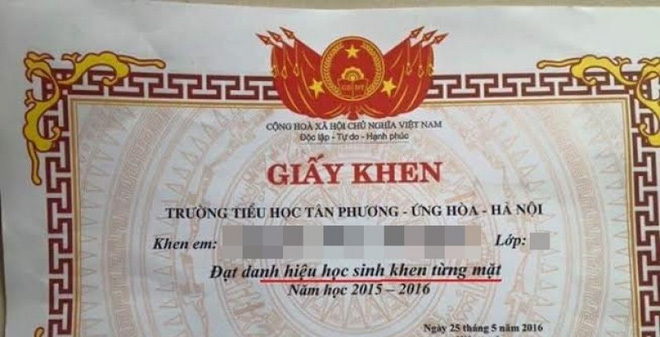 GD ĐT
CỘNG HOÀ XÃ HỘI CHỦ NGHĨA VIỆT NAM
Độc lập - Tự do - Hạnh phúc
GIẤY KHEN
TRƯỜNG TIỂU HỌC TÂN PHƯƠNG - ỨNG HÒA - HÀ NỘI
Khen em: Lớp:
Đạt danh hiệu học sinh khen từng mặt
Năm học 2015 – 2016
Ngày 25 tháng 5 năm 2016